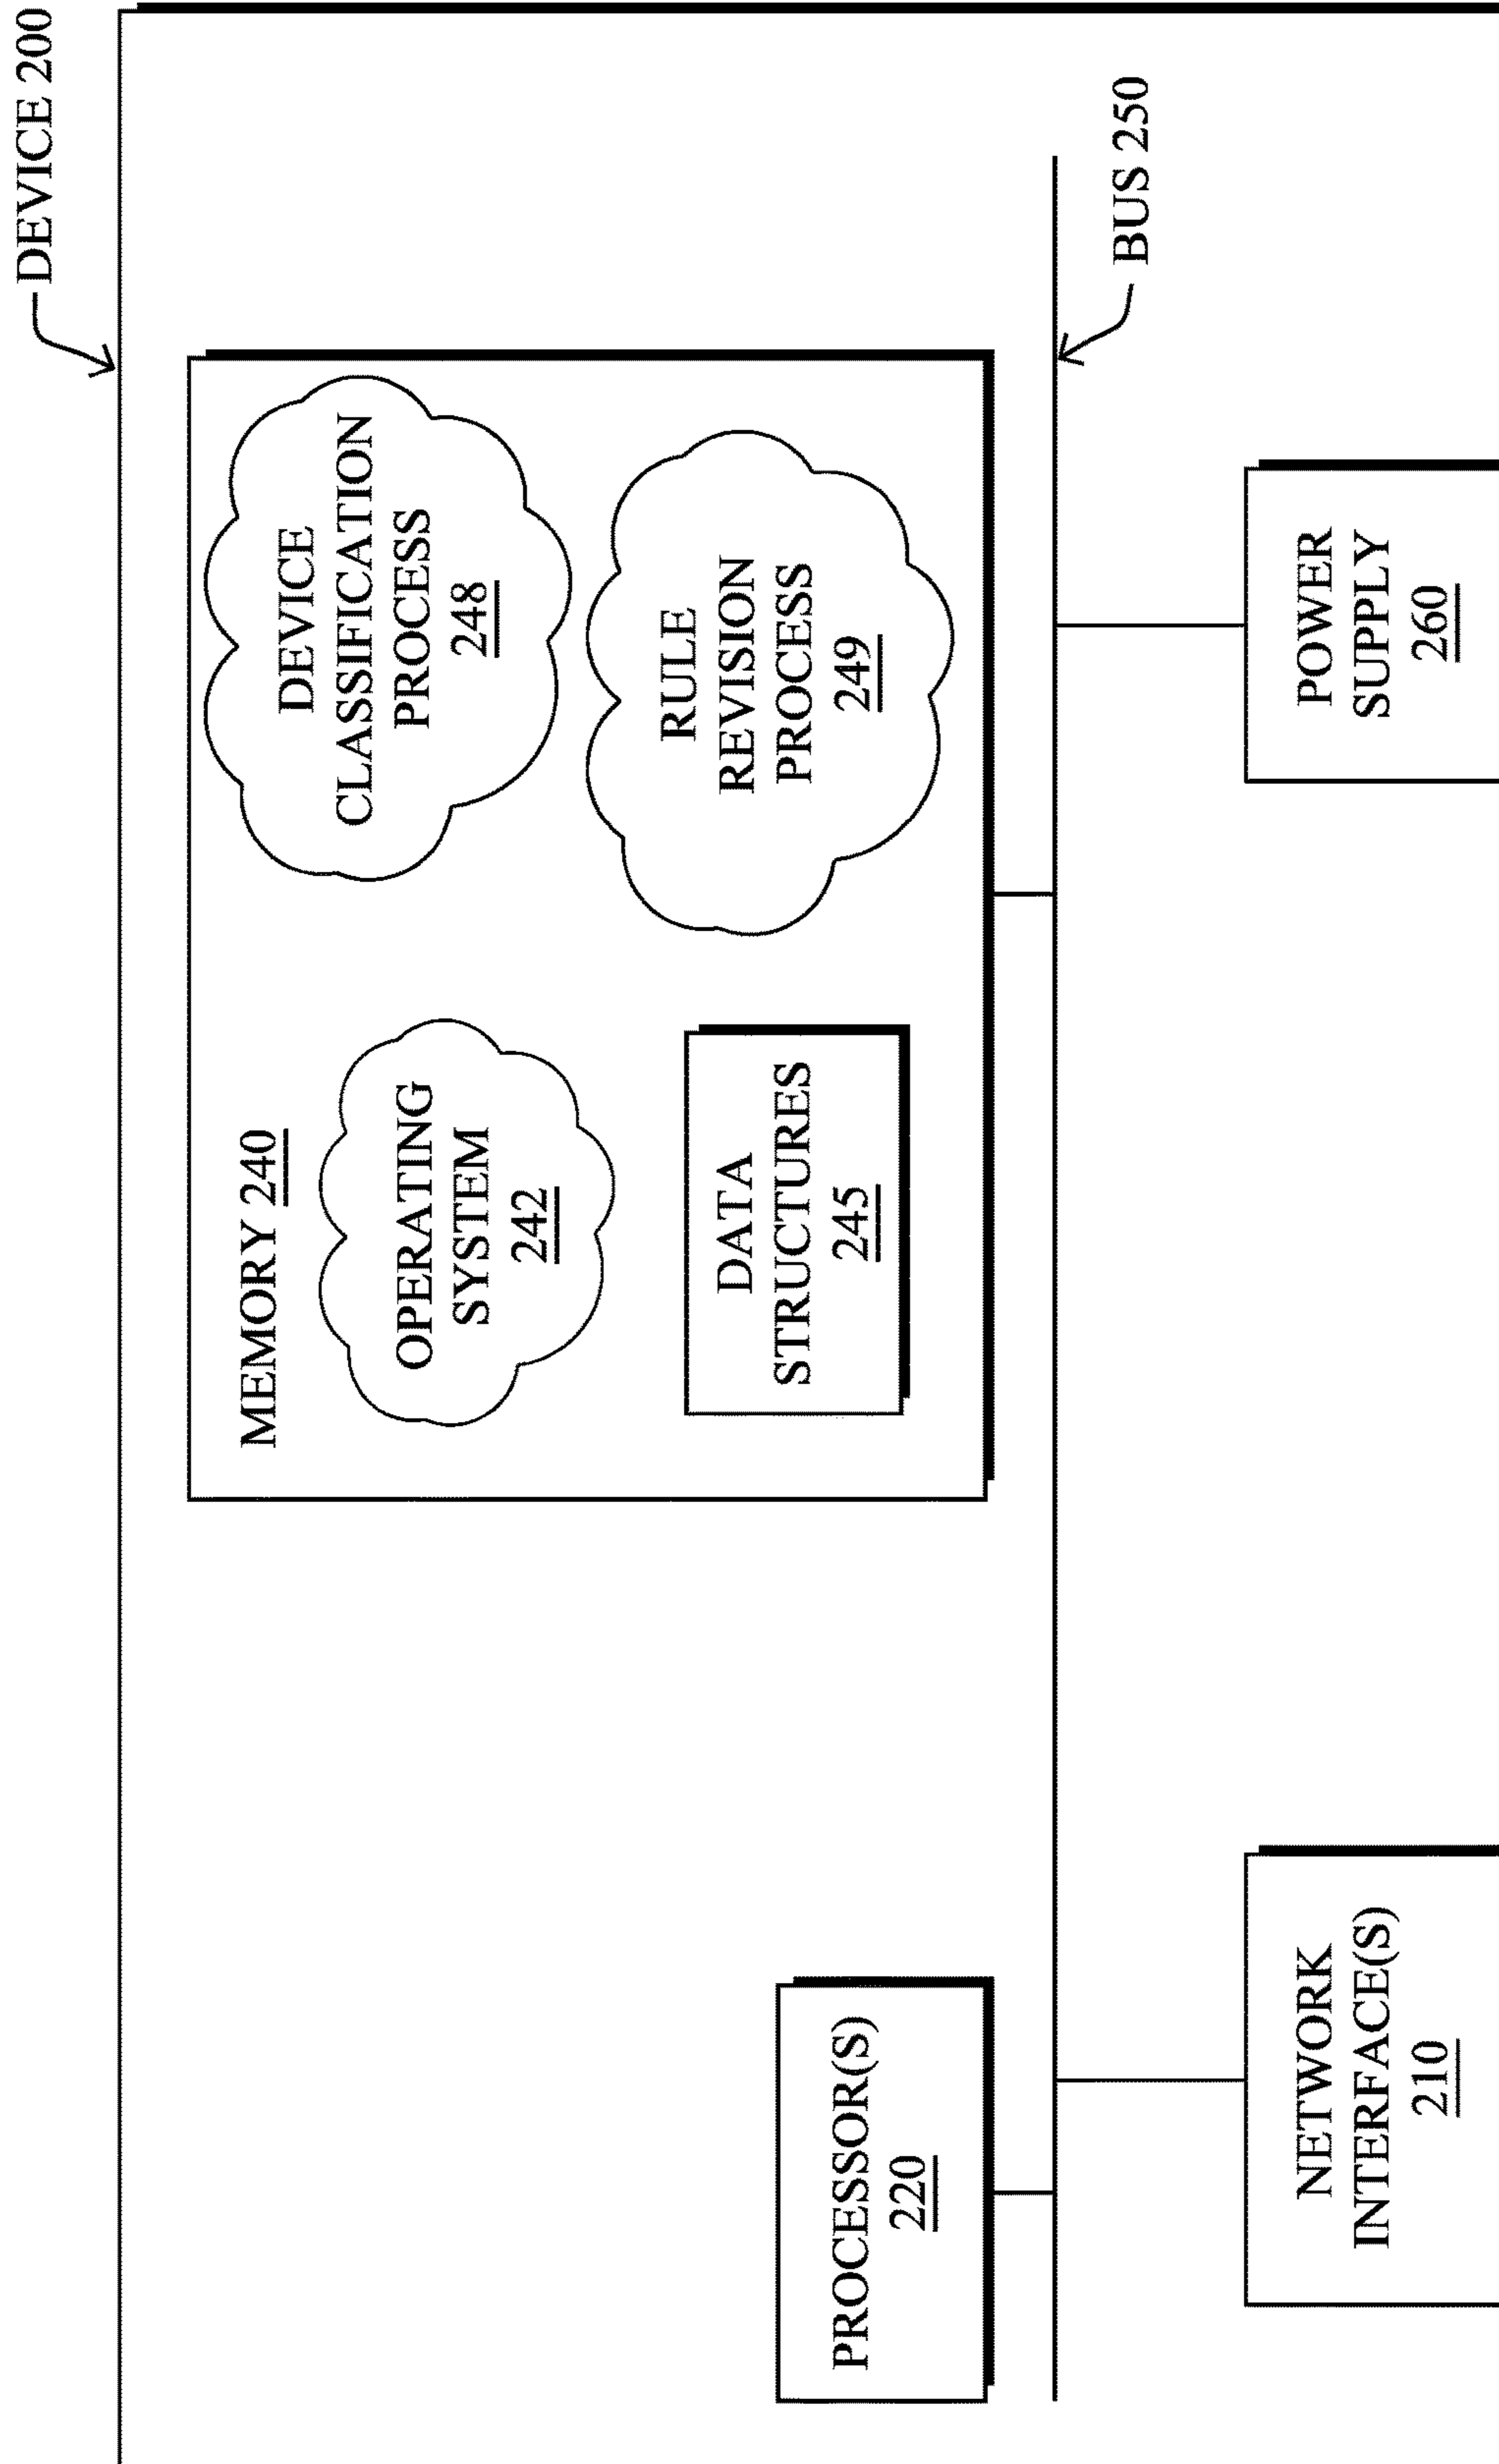 DEVICE 200
MEMORY 240
OPERATING
SYSTEM
242
DATA
STRUCTURES
245
DEVICE
CLASSIFICATION
PROCESS
248
RULE
REVISION
PROCESS
249
PROCESSOR(S)
220
BUS 250
NETWORK
INTERFACE(S)
210
POWER
SUPPLY
260